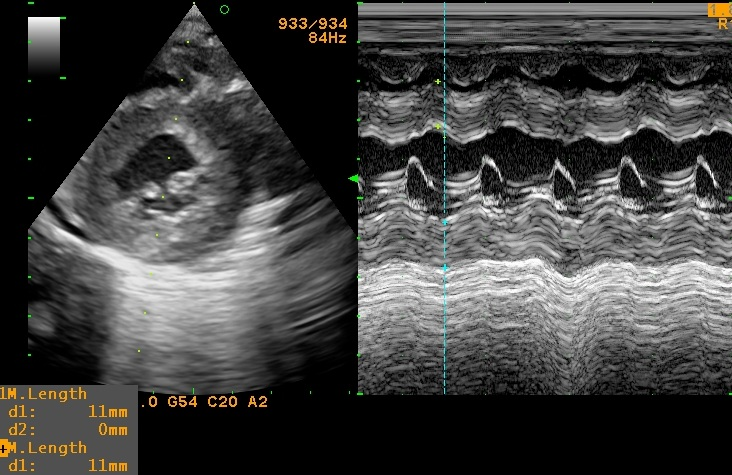 933/934
84Hz
R
.0 G54 C20 A2
1M.Length
d1: 11mm
d2: 0mm
+M.Length
d1: 11mm